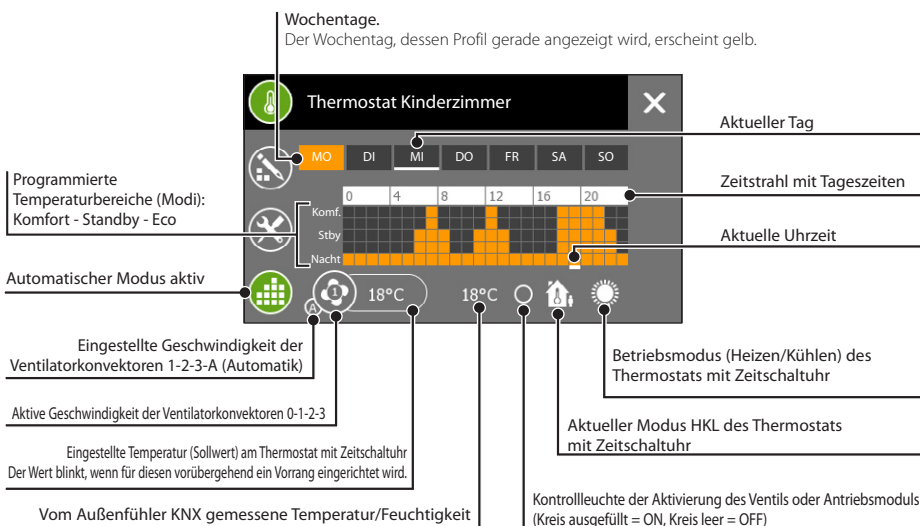 Wochentage.
Der Wochentag, dessen Profil gerade angezeigt wird, erscheint gelb.
Thermostat Kinderzimmer
Aktueller Tag
MO DI MI DO FR SA SO
Programmierte
Temperaturbereiche (Modi):
Komfort - Standby - Eco
Zeitstrahl mit Tageszeiten
0 4 8 12 16 20
Komf.
Stby
Nacht
Aktuelle Uhrzeit
Automatischer Modus aktiv
A 1 18°C 18°C
Eingestellte Geschwindigkeit der
Ventilatorkonvektoren 1-2-3-A (Automatik)
Betriebsmodus (Heizen/Kühlen) des
Thermostats mit Zeitschaltuhr
Aktive Geschwindigkeit der Ventilatorkonvektoren 0-1-2-3
Aktueller Modus HKL des Thermostats
mit Zeitschaltuhr
Eingestellte Temperatur (Sollwert) am Thermostat mit Zeitschaltuhr
Der Wert blinkt, wenn für diesen vorübergehend ein Vorrang eingerichtet wird.
Vom Außenfühler KNX gemessene Temperatur/Feuchtigkeit
Kontrollleuchte der Aktivierung des Ventils oder Antriebsmoduls
(Kreis ausgefüllt = ON, Kreis leer = OFF)